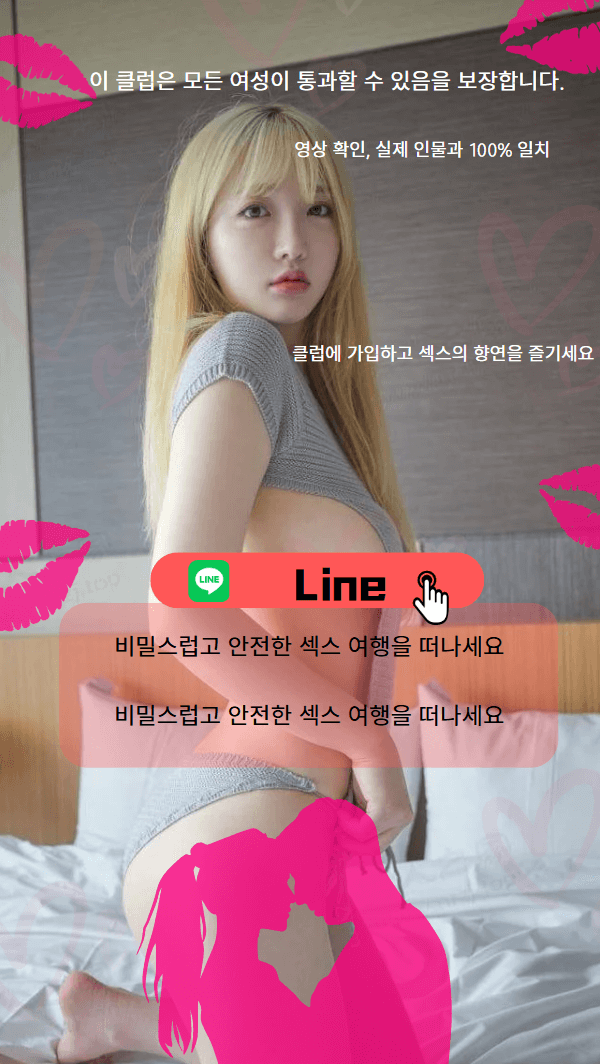 이 클럽은 모든 여성이 통과할 수 있음을 보장합니다.
영상 확인, 실제 인물과 100% 일치
클럽에 가입하고 섹스의 향연을 즐기세요
LINE
Line
비밀스럽고 안전한 섹스 여행을 떠나세요
비밀스럽고 안전한 섹스 여행을 떠나세요